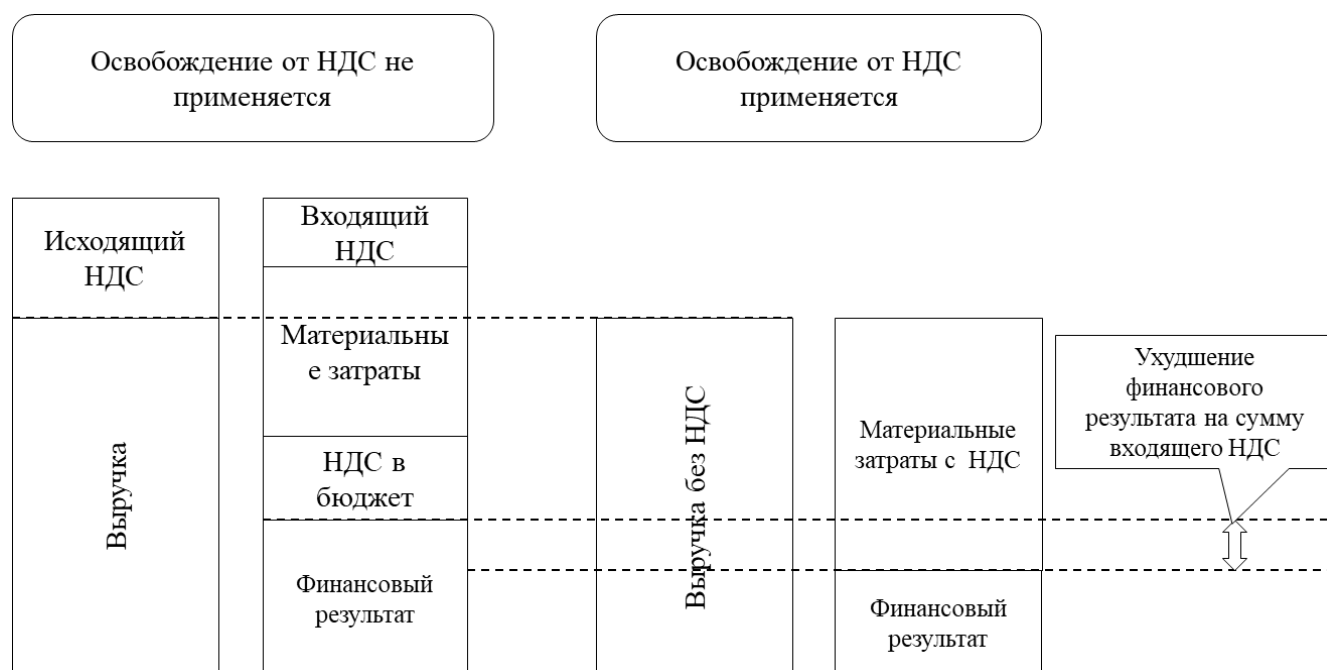 Освобождение от НДС не
применяется
Освобождение от НДС
применяется
Исходящий
НДС
Выручка
Входящий
НДС
Материальны
е затраты
НДС в
бюджет
Финансовый
результат
Выручка без НДС
Материальные
затраты с НДС
Финансовый
результат
Ухудшение
финансового
результата на сумму
входящего НДС